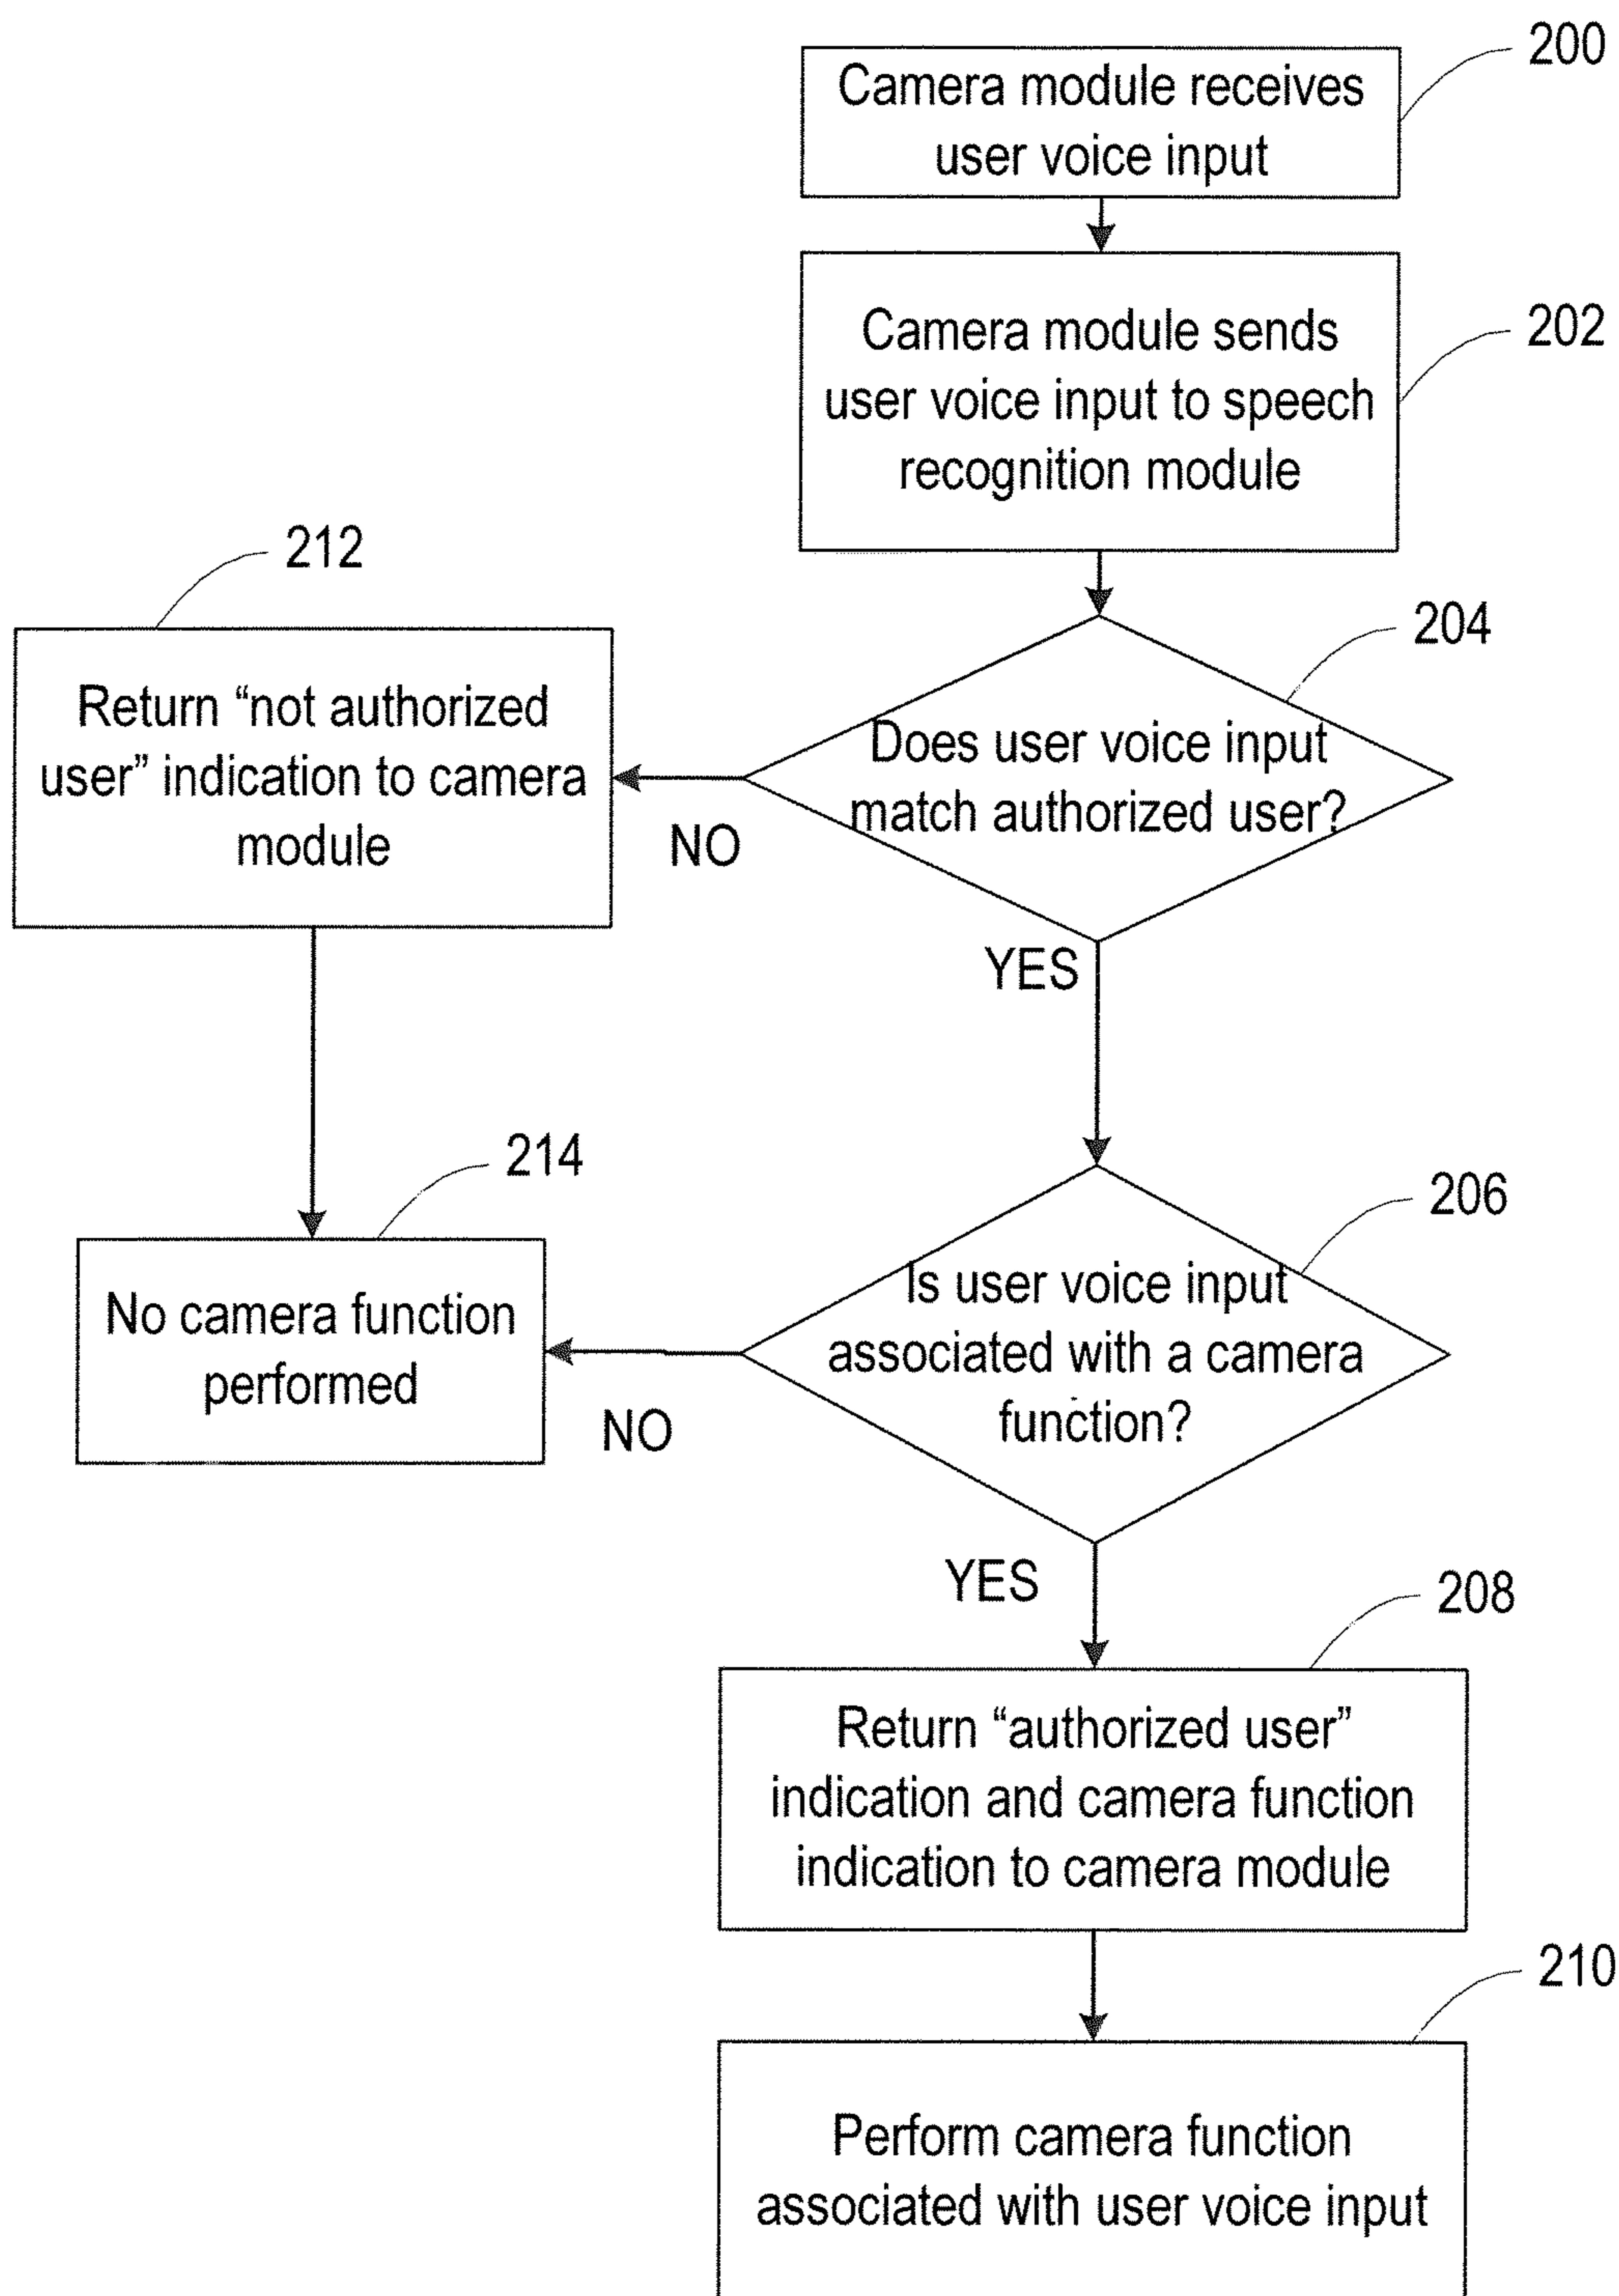 200
Camera module receives
user voice input
202
Camera module sends
user voice input to speech
recognition module
212
204
Return “not authorized
user” indication to camera
module
Does user voice input
match authorized user?
NO
YES
214
206
No camera function
performed
Is user voice input
associated with a camera
function?
NO
YES
208
Return “authorized user”
indication and camera function
indication to camera module
210
Perform camera function
associated with user voice input